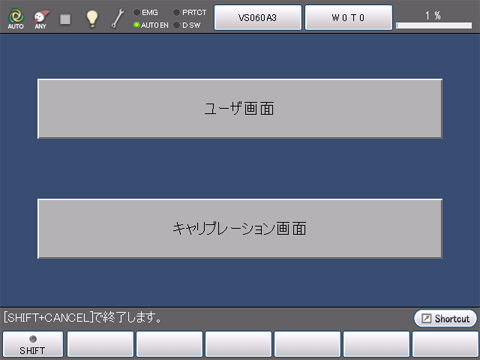 AUTO
ANY
EMG
AUTO EN
PRTCT
D SW
VS060A3
W 0 T 0
1 %
ユーザ画面
キャリブレーション画面
[SHIFT+CANCEL]で終了します。
Shortcut
SHIFT